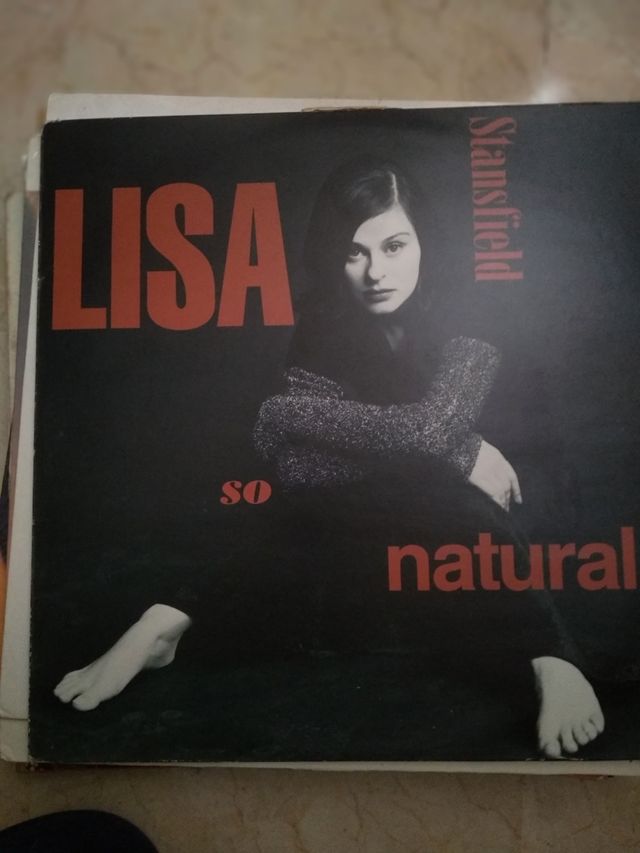 LISA
Stansfield
so
natural